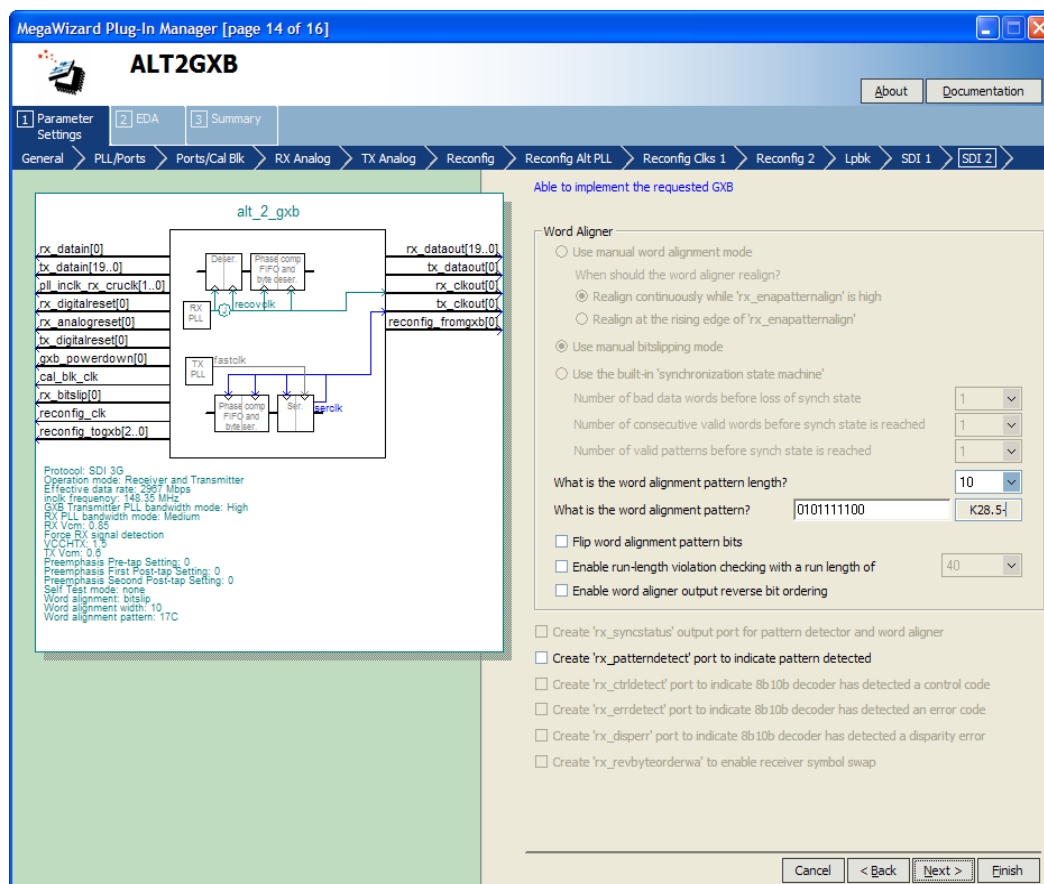 MegaWizard Plug-In Manager [page 14 of 16]
ALT2GXB
About
Documentation
1 Parameter Settings
2 EDA
3 Summary
General
PLL/Ports
Ports/Cal Blk
RX Analog
TX Analog
Reconfig
Reconfig Alt PLL
Reconfig Clks 1
Reconfig 2
Lpbk
SDI 1
SDI 2
alt_2_gxb
rx_datain[0]
tx_datain[19..0]
pll_inclk_rx_cruclk[1..0]
rx_digitalreset[0]
rx_analogreset[0]
tx_digitalreset[0]
gxb_powerdown[0]
cal_blk_clk
rx_bitslip[0]
reconfig_clk
reconfig_togxb[2..0]
rx_dataout[19..0]
tx_dataout[0]
rx_clkout[0]
tx_clkout[0]
reconfig_fromgxb[0]
Deser.
Phase comp
FIFO and
byte deser.
RX
PLL
recovclk
TX
PLL
fastclk
Phase comp
FIFO and
byte ser.
Ser.
serclk
Protocol: SDI 3G
Operation mode: Receiver and Transmitter
Effective data rate: 2967 Mbps
inclk frequency: 148.35 MHz
GXB Transmitter PLL bandwidth mode: High
RX PLL bandwidth mode: Medium
RX Vcm: 0.85
Force RX signal detection
VCCHTX: 1.5
TX Vcm: 0.6
Preemphasis Pre-tap Setting: 0
Preemphasis First Post-tap Setting: 0
Preemphasis Second Post-tap Setting: 0
Self Test mode: none
Word alignment: bitslip
Word alignment width: 10
Word alignment pattern: 17C
Able to implement the requested GXB
Word Aligner
Use manual word alignment mode
When should the word aligner realign?
Realign continuously while 'rx_enapatternalign' is high
Realign at the rising edge of 'rx_enapatternalign'
Use manual bitslipping mode
Use the built-in 'synchronization state machine'
Number of bad data words before loss of synch state 1
Number of consecutive valid words before synch state is reached 1
Number of valid patterns before synch state is reached 1
What is the word alignment pattern length? 10
What is the word alignment pattern? 0101111100 K28.5-
Flip word alignment pattern bits
Enable run-length violation checking with a run length of 40
Enable word aligner output reverse bit ordering
Create 'rx_syncstatus' output port for pattern detector and word aligner
Create 'rx_patterndetect' port to indicate pattern detected
Create 'rx_ctrldetect' port to indicate 8b10b decoder has detected a control code
Create 'rx_errdetect' port to indicate 8b10b decoder has detected an error code
Create 'rx_disperr' port to indicate 8b10b decoder has detected a disparity error
Create 'rx_revbyteorderwa' to enable receiver symbol swap
Cancel
< Back
Next >
Finish